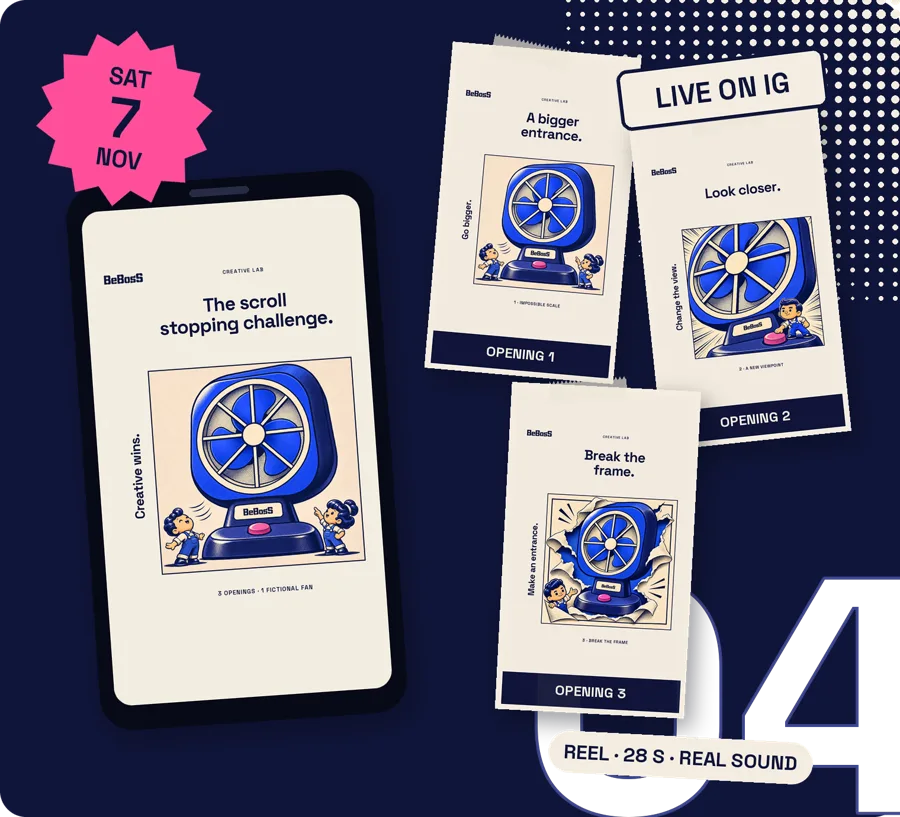 SAT
7
NOV
BeBosS
CREATIVE LAB
The scroll
stopping challenge.
Creative wins.
BeBosS
3 OPENINGS · 1 FICTIONAL FAN
BeBosS
CREATIVE LAB
A bigger
entrance.
Go bigger.
BeBosS
1 · IMPOSSIBLE SCALE
OPENING 1
LIVE ON IG
BeBosS
CREATIVE LAB
Look closer.
Change the view.
BeBosS
2 · A NEW VIEWPOINT
OPENING 2
BeBosS
CREATIVE LAB
Break the
frame.
Make an entrance.
BeBosS
3 · BREAK THE FRAME
OPENING 3
04
REEL · 28 S · REAL SOUND